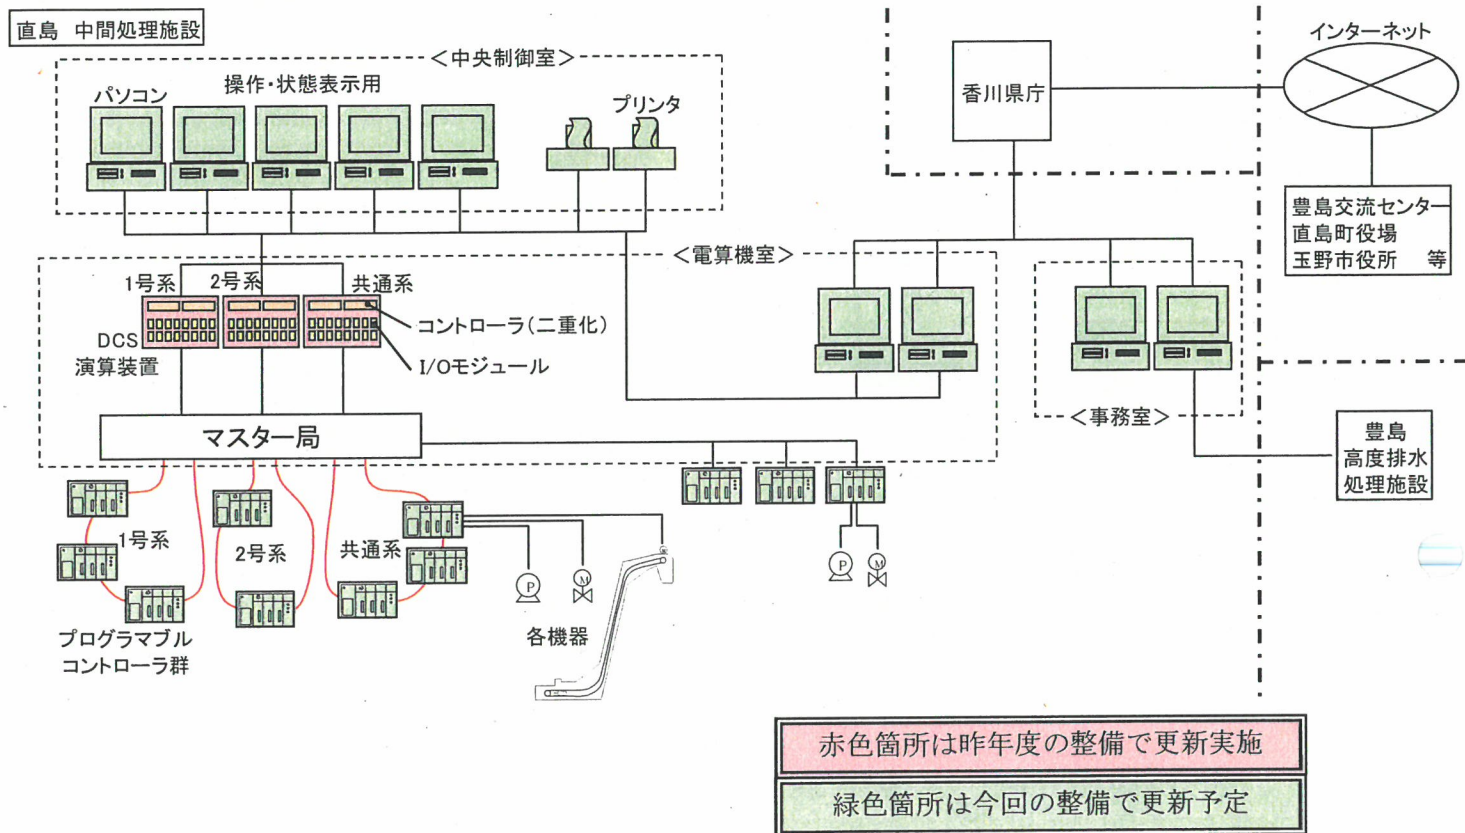 直島　中間処理施設
＜中央制御室＞
操作・状態表示用
パソコン
プリンタ
香川県庁
インターネット
豊島交流センター
直島町役場
玉野市役所　等
＜電算機室＞
1号系
2号系
共通系
コントローラ(二重化)
DCS
演算装置
I/Oモジュール
＜事務室＞
マスター局
豊島
高度排水
処理施設
1号系
2号系
共通系
P
M
M
P
M
各機器
プログラマブル
コントローラ群
赤色箇所は昨年度の整備で更新実施
緑色箇所は今回の整備で更新予定